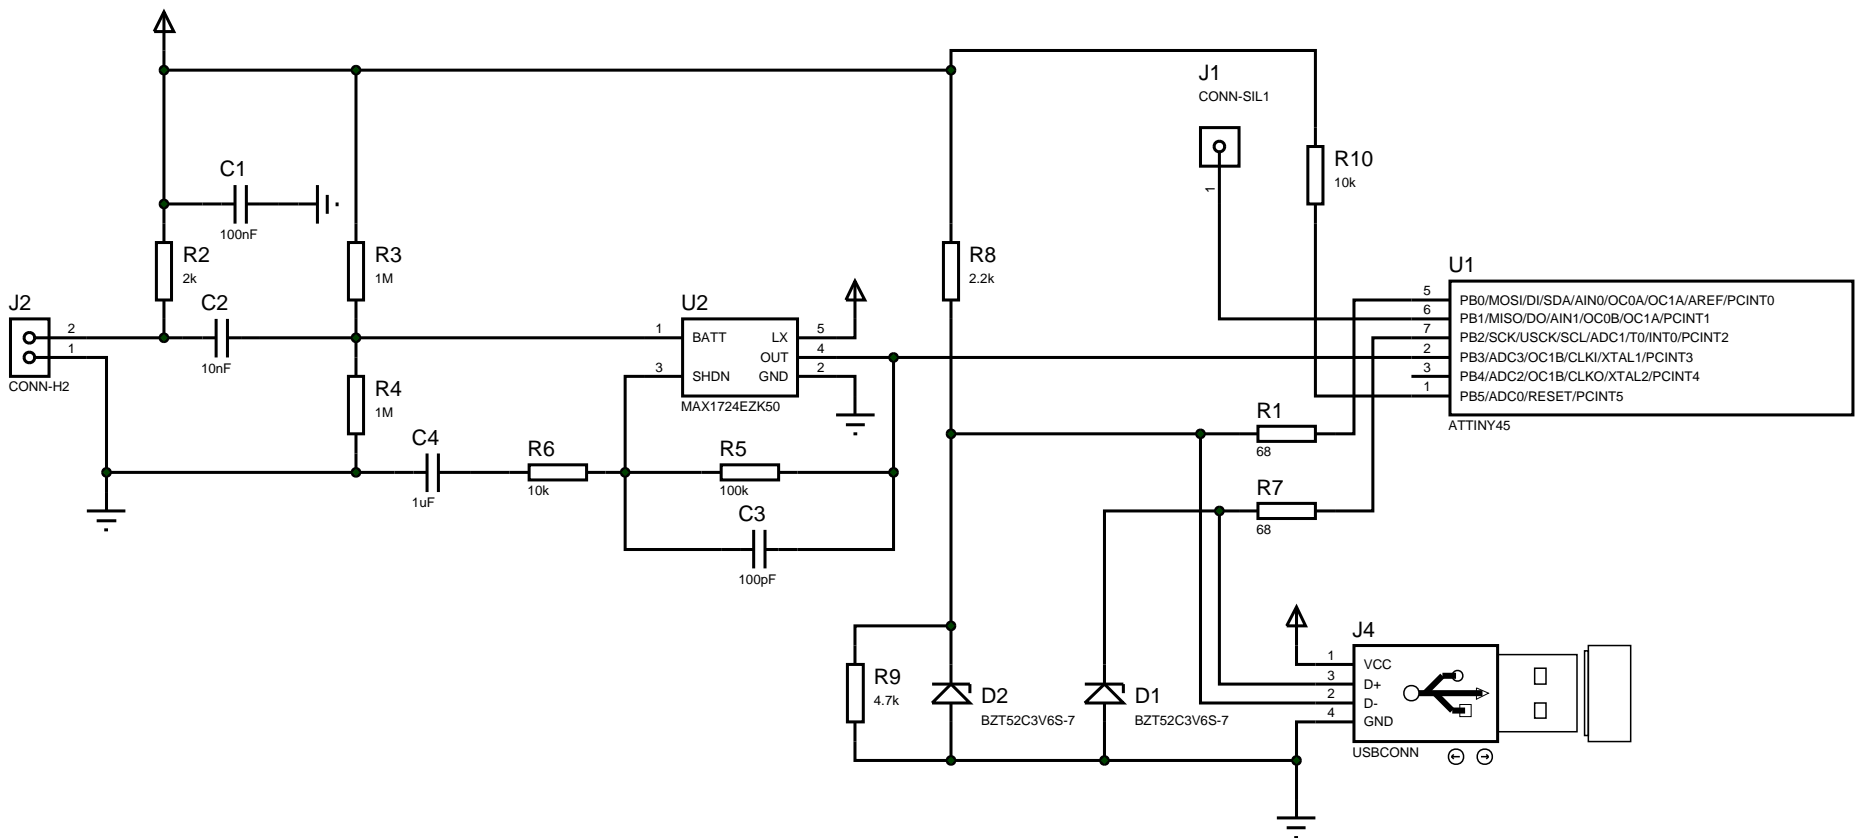 J1
CONN-SIL1
1
R10
10k
C1
100nF
R2
2k
R3
1M
R8
2.2k
U1
5 PB0/MOSI/DI/SDA/AIN0/OC0A/OC1A/AREF/PCINT0
6 PB1/MISO/DO/AIN1/OC0B/OC1A/PCINT1
7 PB2/SCK/USCK/SCL/ADC1/T0/INT0/PCINT2
2 PB3/ADC3/OC1B/CLKI/XTAL1/PCINT3
3 PB4/ADC2/OC1B/CLKO/XTAL2/PCINT4
1 PB5/ADC0/RESET/PCINT5
ATTINY45
J2
2
1
CONN-H2
C2
10nF
U2
1 BATT LX 5
OUT 4
3 SHDN GND 2
MAX1724EZK50
R4
1M
C4
1uF
R6
10k
R5
100k
C3
100pF
R1
68
R7
68
R9
4.7k
D2
BZT52C3V6S-7
D1
BZT52C3V6S-7
J4
1 VCC
3 D+
2 D-
4 GND
USBCONN